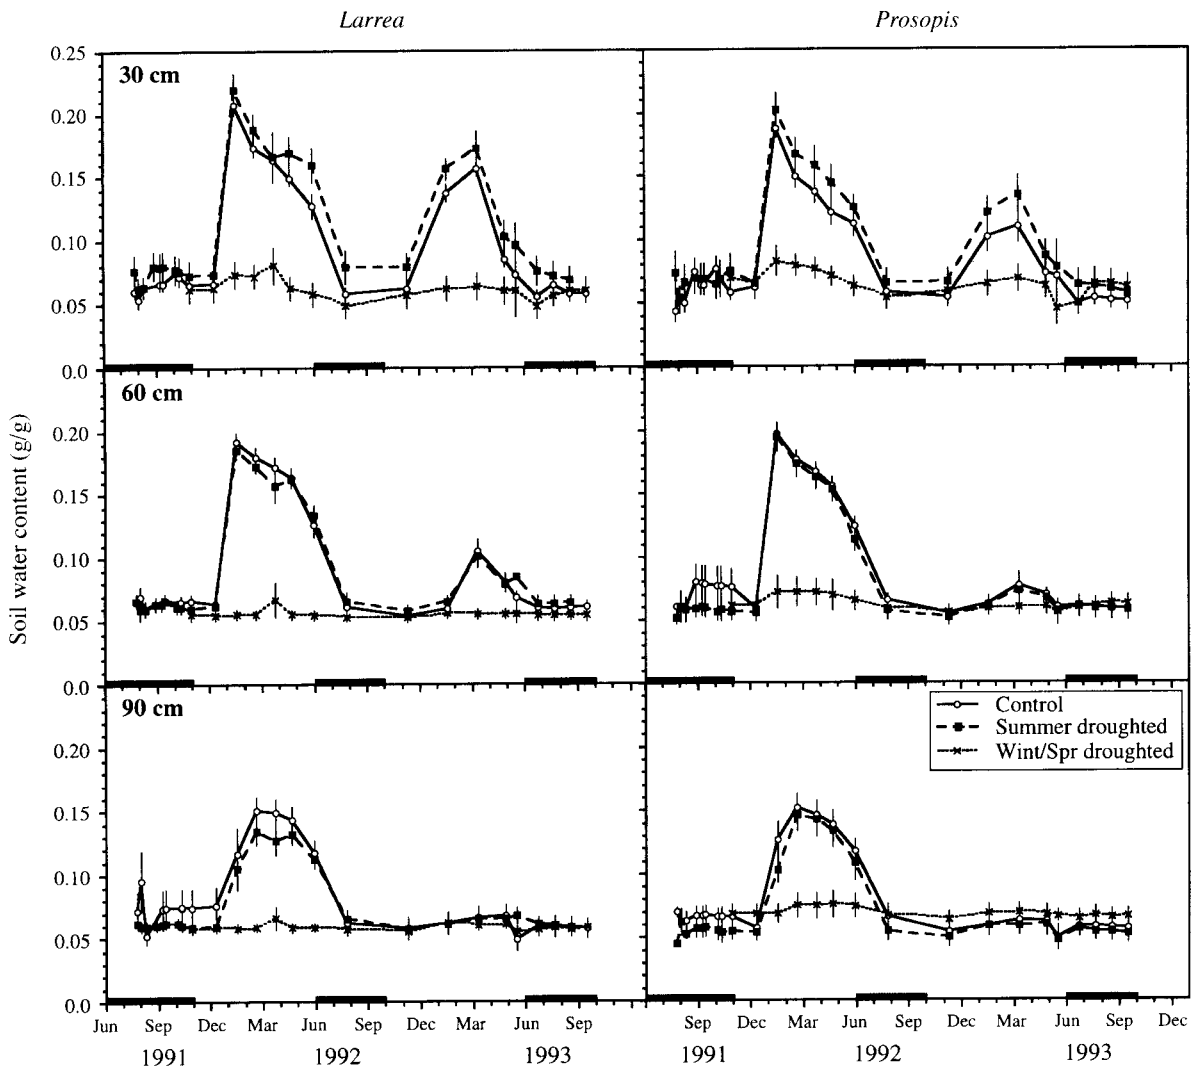 Larrea Prosopis
0.25
30 cm
0.20
0.15
0.10
0.05
0.0
60 cm
0.20
0.15
0.10
0.05
0.0
Soil water content (g/g)
90 cm
Control
Summer droughted
Wint/Spr droughted
0.20
0.15
0.10
0.05
0.0
Jun Sep Dec Mar Jun Sep Dec Mar Jun Sep Sep Dec Mar Jun Sep Dec Mar Jun Sep Dec
1991 1992 1993 1991 1992 1993